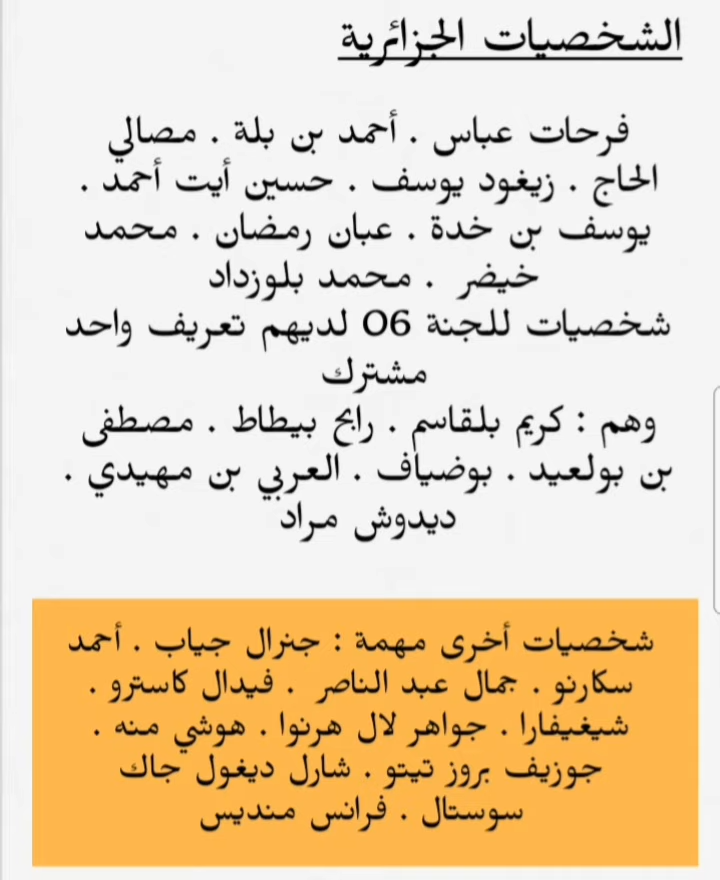 الشخصيات الجزائرية
فرحات عباس . أحمد بن بلة . مصالي
الحاج . زيغود يوسف . حسين أيت أحمد .
يوسف بن خدة . عبان رمضان . محمد
خيضر . محمد بلوزداد
شخصيات للجنة 06 لديهم تعريف واحد
مشترك
وهم : كريم بلقاسم . رابح بيطاط . مصطفى
بن بولعيد . بوضياف . العربي بن مهيدي .
ديدوش مراد
شخصيات أخرى مهمة : جنرال جياب . أحمد
سكارنو . جمال عبد الناصر . فيدال كاسترو .
شيغيفارا . جواهر لال هرنوا . هوشي منه .
جوزيف بروز تيتو . شارل ديغول جاك
سوستال . فرانس منديس